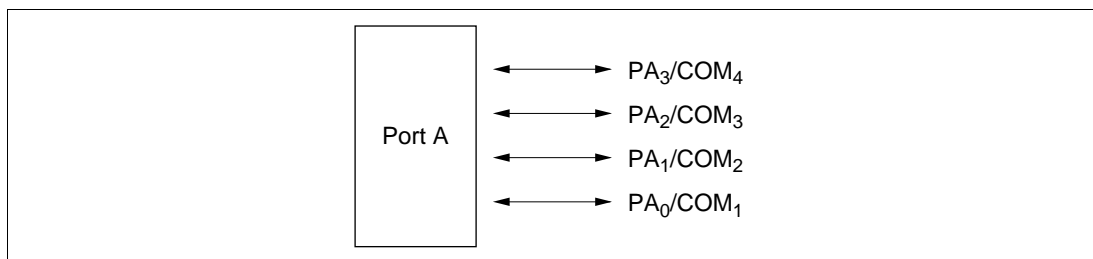 Port A
PA₃/COM₄
PA₂/COM₃
PA₁/COM₂
PA₀/COM₁